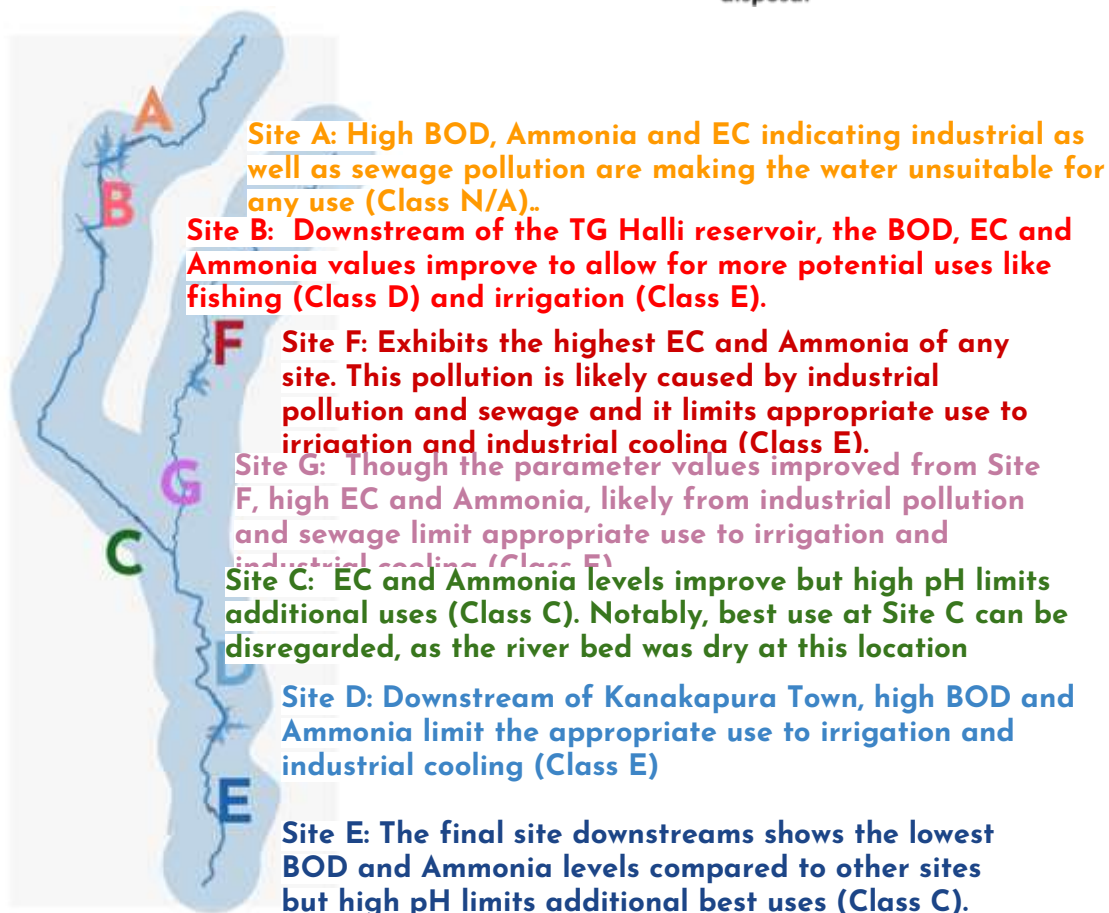 disposal
A
Site A: High BOD, Ammonia and EC indicating industrial as
well as sewage pollution are making the water unsuitable for
any use (Class N/A)..
B
Site B: Downstream of the TG Halli reservoir, the BOD, EC and
Ammonia values improve to allow for more potential uses like
fishing (Class D) and irrigation (Class E).
F
Site F: Exhibits the highest EC and Ammonia of any
site. This pollution is likely caused by industrial
pollution and sewage and it limits appropriate use to
irrigation and industrial cooling (Class E).
G
Site G: Though the parameter values improved from Site
F, high EC and Ammonia, likely from industrial pollution
and sewage limit appropriate use to irrigation and
industrial cooling (Class E)
C
Site C: EC and Ammonia levels improve but high pH limits
additional uses (Class C). Notably, best use at Site C can be
disregarded, as the river bed was dry at this location
D
Site D: Downstream of Kanakapura Town, high BOD and
Ammonia limit the appropriate use to irrigation and
industrial cooling (Class E)
E
Site E: The final site downstreams shows the lowest
BOD and Ammonia levels compared to other sites
but high pH limits additional best uses (Class C).